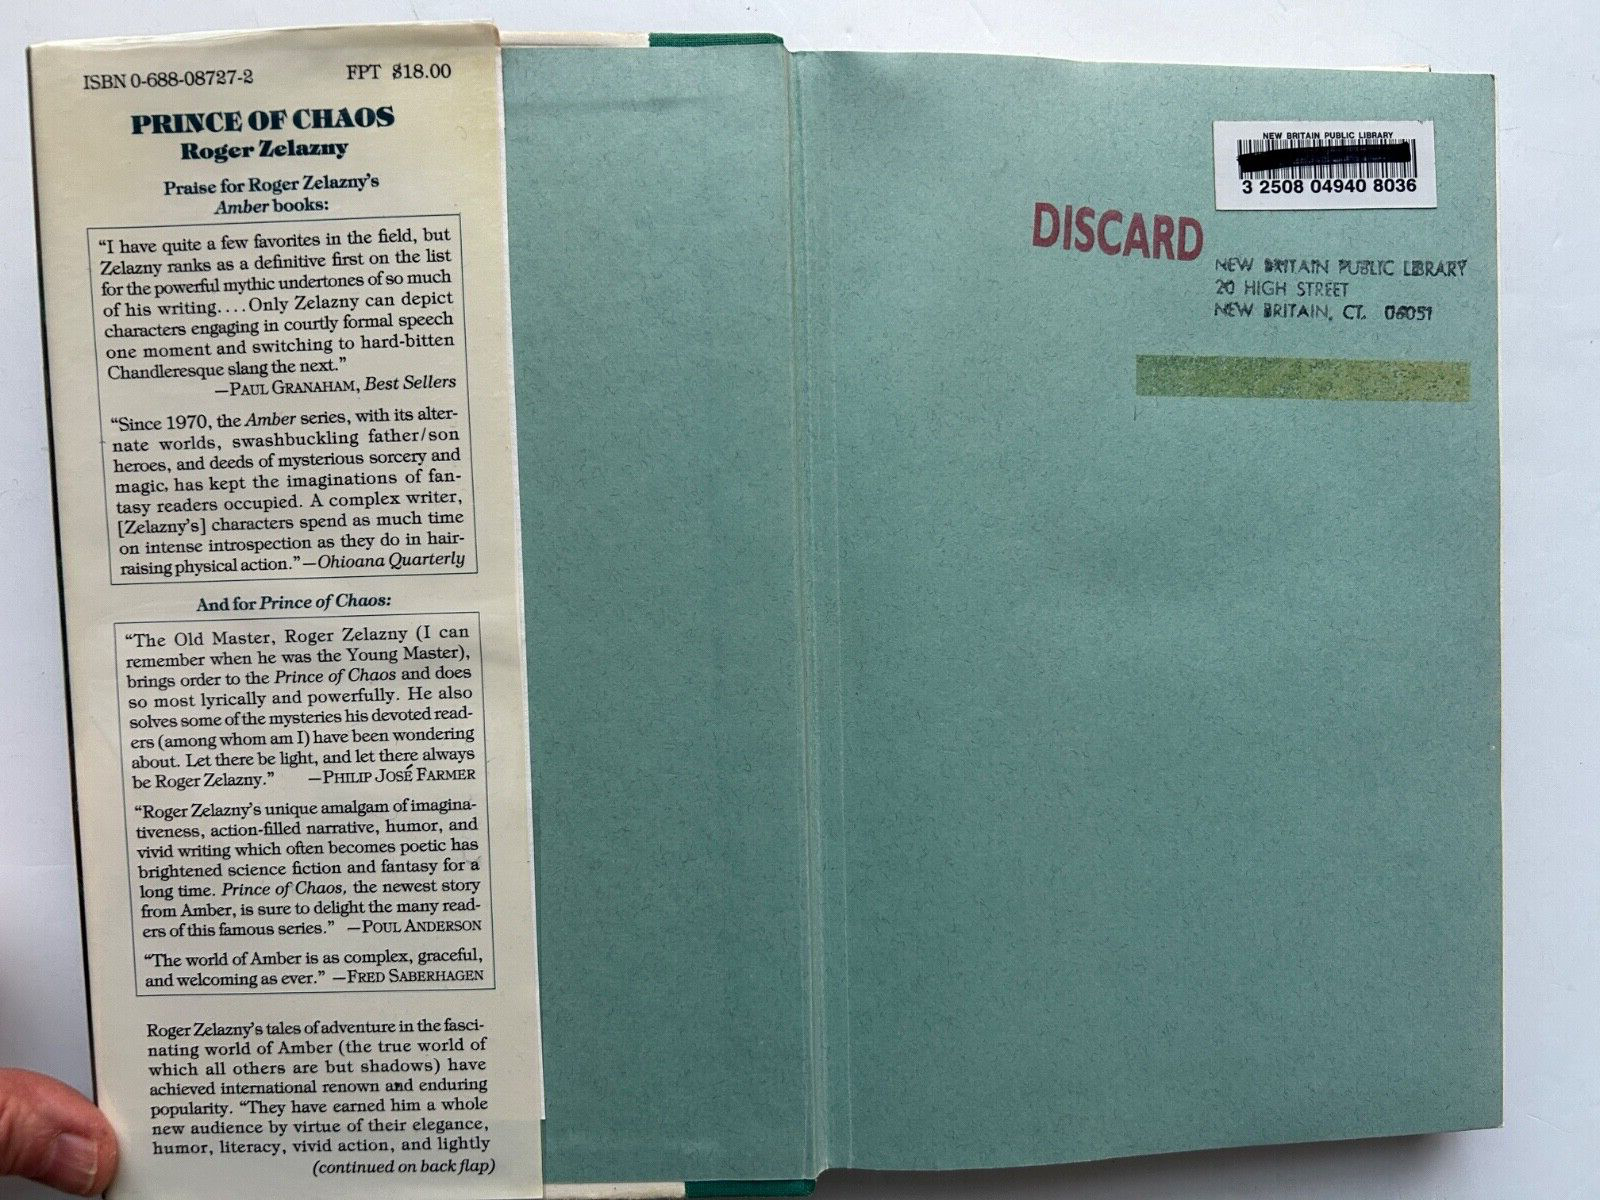 ISBN 0-688-08727-2 FPT $18.00
PRINCE OF CHAOS
Roger Zelazny
Praise for Roger Zelazny's
Amber books:
“I have quite a few favorites in the field, but
Zelazny ranks as a definitive first on the list
for the powerful mythic undertones of so much
of his writing. . . . Only Zelazny can depict
characters engaging in courtly formal speech
one moment and switching to hard-bitten
Chandleresque slang the next.”
—PAUL GRANAHAM, Best Sellers
“Since 1970, the Amber series, with its alter-
nate worlds, swashbuckling father/son
heroes, and deeds of mysterious sorcery and
magic, has kept the imaginations of fan-
tasy readers occupied. A complex writer,
[Zelazny's] characters spend as much time
on intense introspection as they do in hair-
raising physical action.”—Ohioana Quarterly
And for Prince of Chaos:
“The Old Master, Roger Zelazny (I can
remember when he was the Young Master),
brings order to the Prince of Chaos and does
so most lyrically and powerfully. He also
solves some of the mysteries his devoted read-
ers (among whom am I) have been wondering
about. Let there be light, and let there always
be Roger Zelazny.” —PHILIP JOSÉ FARMER
“Roger Zelazny's unique amalgam of imagina-
tiveness, action-filled narrative, humor, and
vivid writing which often becomes poetic has
brightened science fiction and fantasy for a
long time. Prince of Chaos, the newest story
from Amber, is sure to delight the many read-
ers of this famous series.” —POUL ANDERSON
“The world of Amber is as complex, graceful,
and welcoming as ever.” —FRED SABERHAGEN
Roger Zelazny's tales of adventure in the fasci-
nating world of Amber (the true world of
which all others are but shadows) have
achieved international renown and enduring
popularity. “They have earned him a whole
new audience by virtue of their elegance,
humor, literacy, vivid action, and lightly
(continued on back flap)
NEW BRITAIN PUBLIC LIBRARY
3 2508 04940 8036
DISCARD
NEW BRITAIN PUBLIC LIBRARY
20 HIGH STREET
NEW BRITAIN, CT. 06051